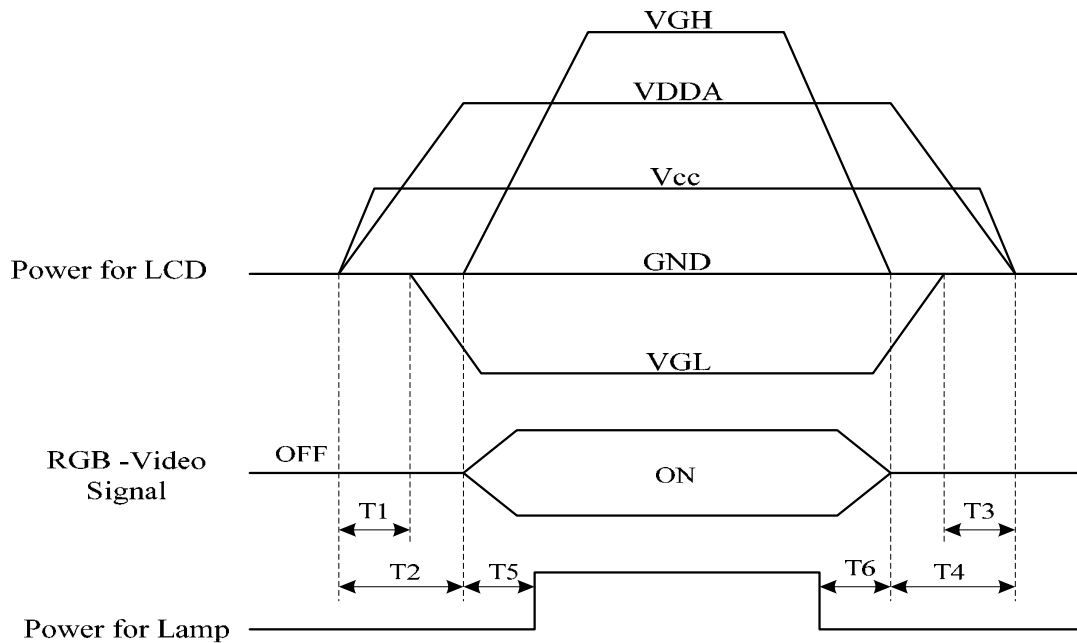 VGH
VDDA
Vcc
Power for LCD
GND
VGL
OFF
RGB -Video
Signal
ON
T1
T3
T2
T5
T6
T4
Power for Lamp